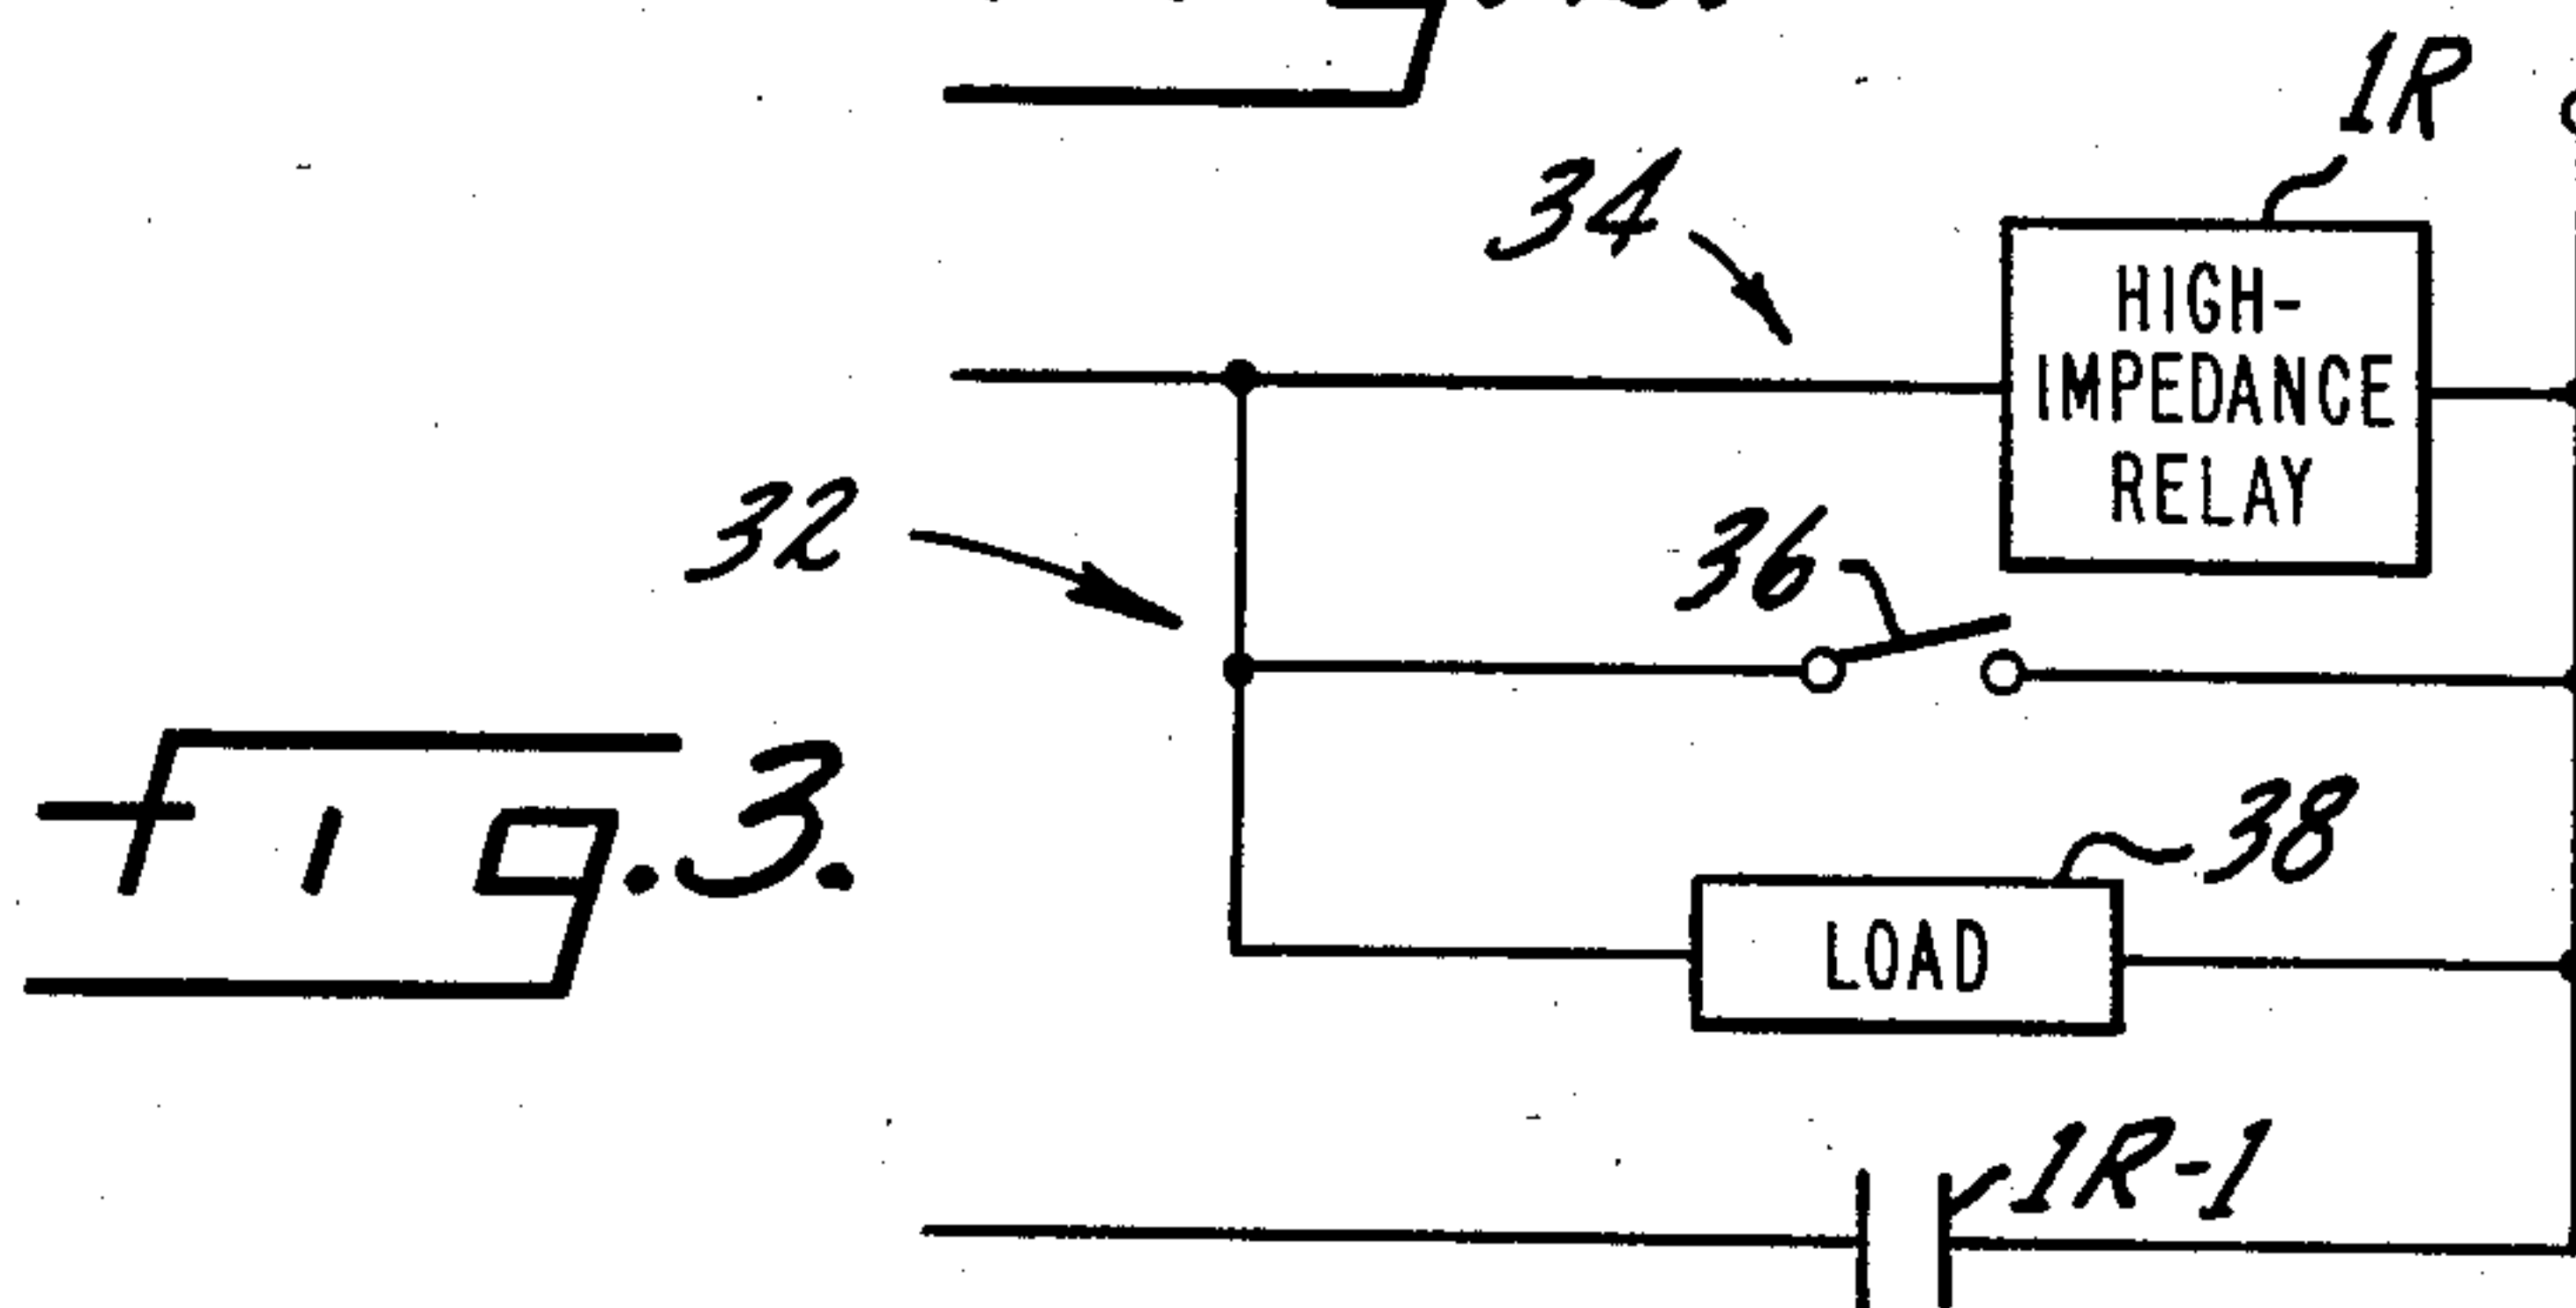 1R
34
HIGH-
IMPEDANCE
RELAY
32
36
Fig. 3.
38
LOAD
1R-1